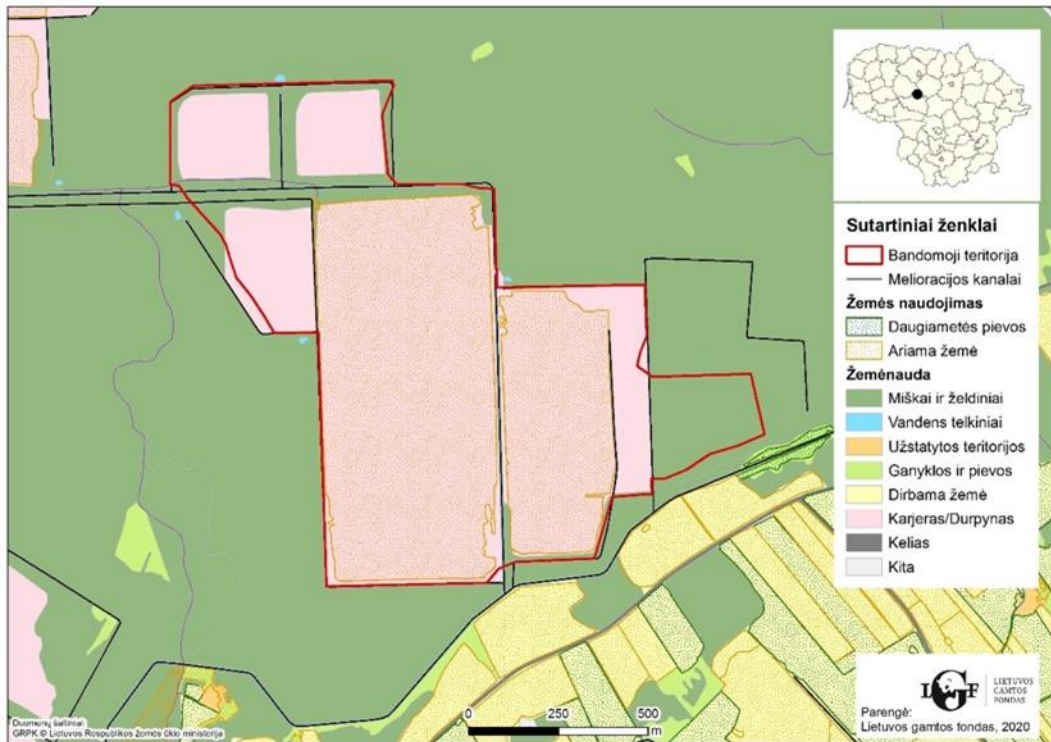 Sutartiniai ženklai
Bandomoji teritorija
Melioracijos kanalai
Žemės naudojimas
Daugiametės pievos
Ariama žemė
Žemėnauda
Miškai ir želdiniai
Vandens telkiniai
Užstatytos teritorijos
Ganyklos ir pievos
Dirbama žemė
Karjeras/Durpynas
Kelias
Kita
LGF
LIETUVOS
GAMTOS
FONDAS
Parengė:
Lietuvos gamtos fondas, 2020
0 250 500
m
Duomenų šaltiniai:
GRPK © Lietuvos Respublikos žemės ūkio ministerija